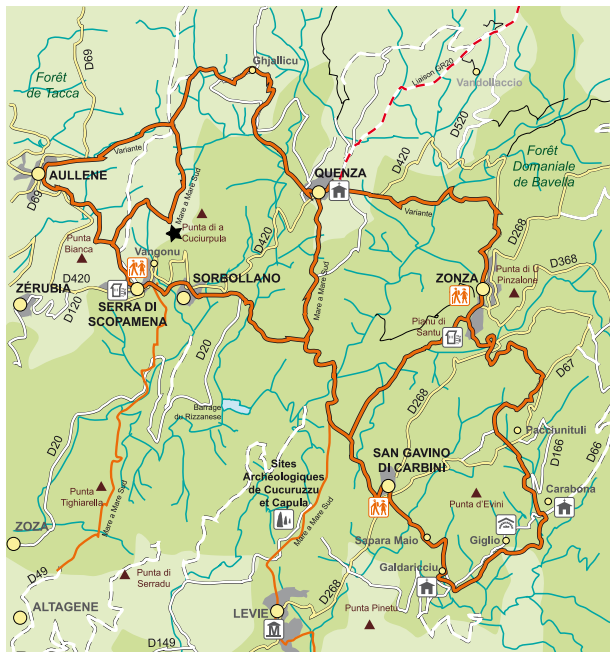 Ghjallicu
D69
Forêt
de Tacca
Liaison GR20
Vandollaccio
D520
Variante
AULLENE
D69
Mare a Mare Sud
Punta di a
Cuciurpula
QUENZA
D420
Forêt
Domaniale
de Bavella
Variante
D268
Punta
Bianca
Vangonu
D420
D420
SORBOLLANO
ZÉRUBIA
D120
SERRA DI
SCOPAMENA
Mare a Mare Sud
ZONZA
Punta di U
Pinzalone
D368
Pianu di
Santu
D20
D268
D67
Barrage
du Rizzanese
D20
Pacciunituli
D166
D66
Sites
Archéologiques
de Cucuruzzu
et Capula
SAN GAVINO
DI CARBINI
Punta
Tighiarella
Mare a Mare Sud
Punta d'Evini
Carabona
ZOZA
Mare a Mare Sud
Sapara Maio
Giglio
D49
Punta di
Serradu
Galdaricciu
ALTAGENE
LEVIE
D268
Punta Pinetu
D149